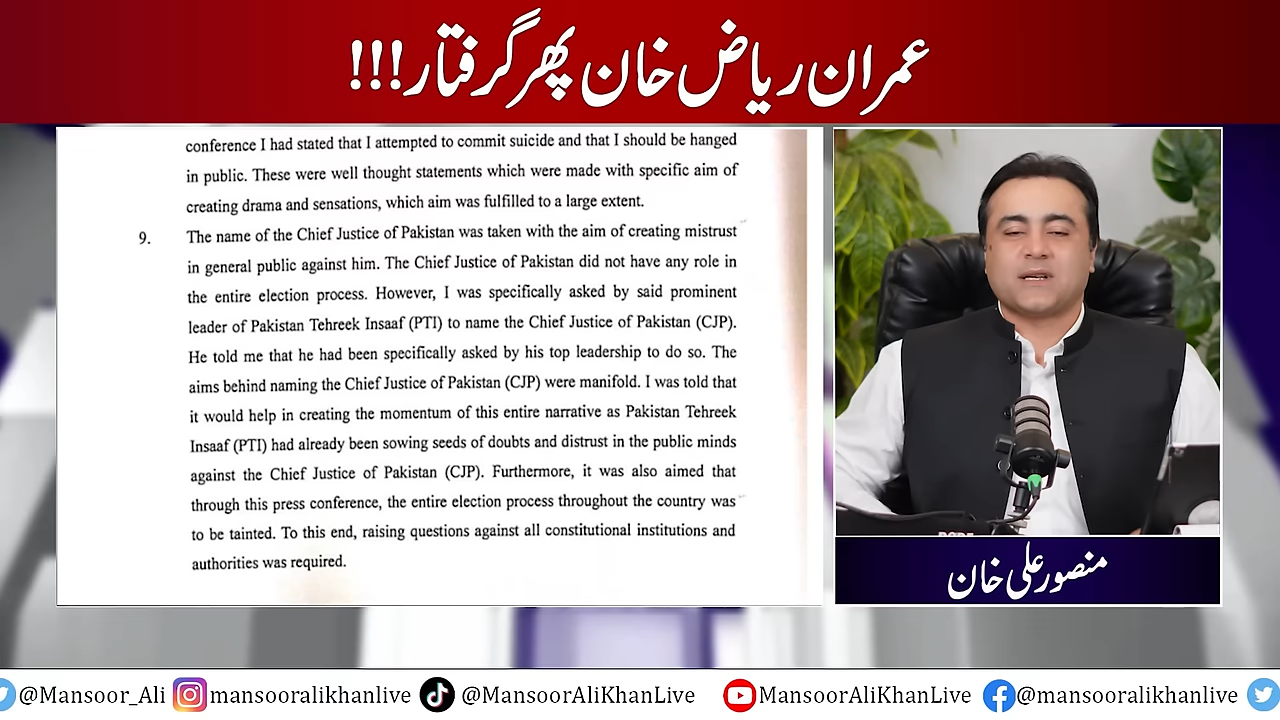 عمران ریاض خان پھر گرفتار!!!
conference I had stated that I attempted to commit suicide and that I should be hanged
in public. These were well thought statements which were made with specific aim of
creating drama and sensations, which aim was fulfilled to a large extent.
9. The name of the Chief Justice of Pakistan was taken with the aim of creating mistrust
in general public against him. The Chief Justice of Pakistan did not have any role in
the entire election process. However, I was specifically asked by said prominent
leader of Pakistan Tehreek Insaaf (PTI) to name the Chief Justice of Pakistan (CJP).
He told me that he had been specifically asked by his top leadership to do so. The
aims behind naming the Chief Justice of Pakistan (CJP) were manifold. I was told that
it would help in creating the momentum of this entire narrative as Pakistan Tehreek
Insaaf (PTI) had already been sowing seeds of doubts and distrust in the public minds
against the Chief Justice of Pakistan (CJP). Furthermore, it was also aimed that
through this press conference, the entire election process throughout the country was
to be tainted. To this end, raising questions against all constitutional institutions and
authorities was required.
منصور علی خان
@Mansoor_Ali mansooralikhanlive @MansoorAliKhanLive MansoorAliKhanLive @mansooralikhanlive